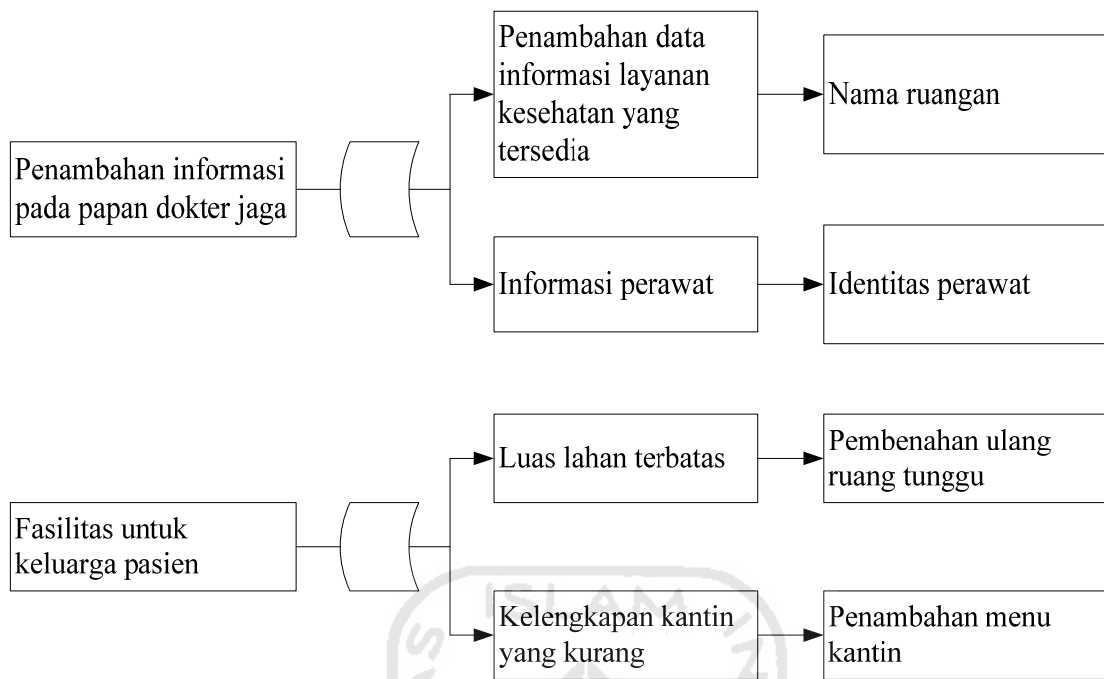 Penambahan informasi
pada papan dokter jaga
Penambahan data
informasi layanan
kesehatan yang
tersedia
Nama ruangan
Informasi perawat
Identitas perawat
Fasilitas untuk
keluarga pasien
Luas lahan terbatas
Pembenahan ulang
ruang tunggu
Kelengkapan kantin
yang kurang
Penambahan menu
kantin
ISLAM